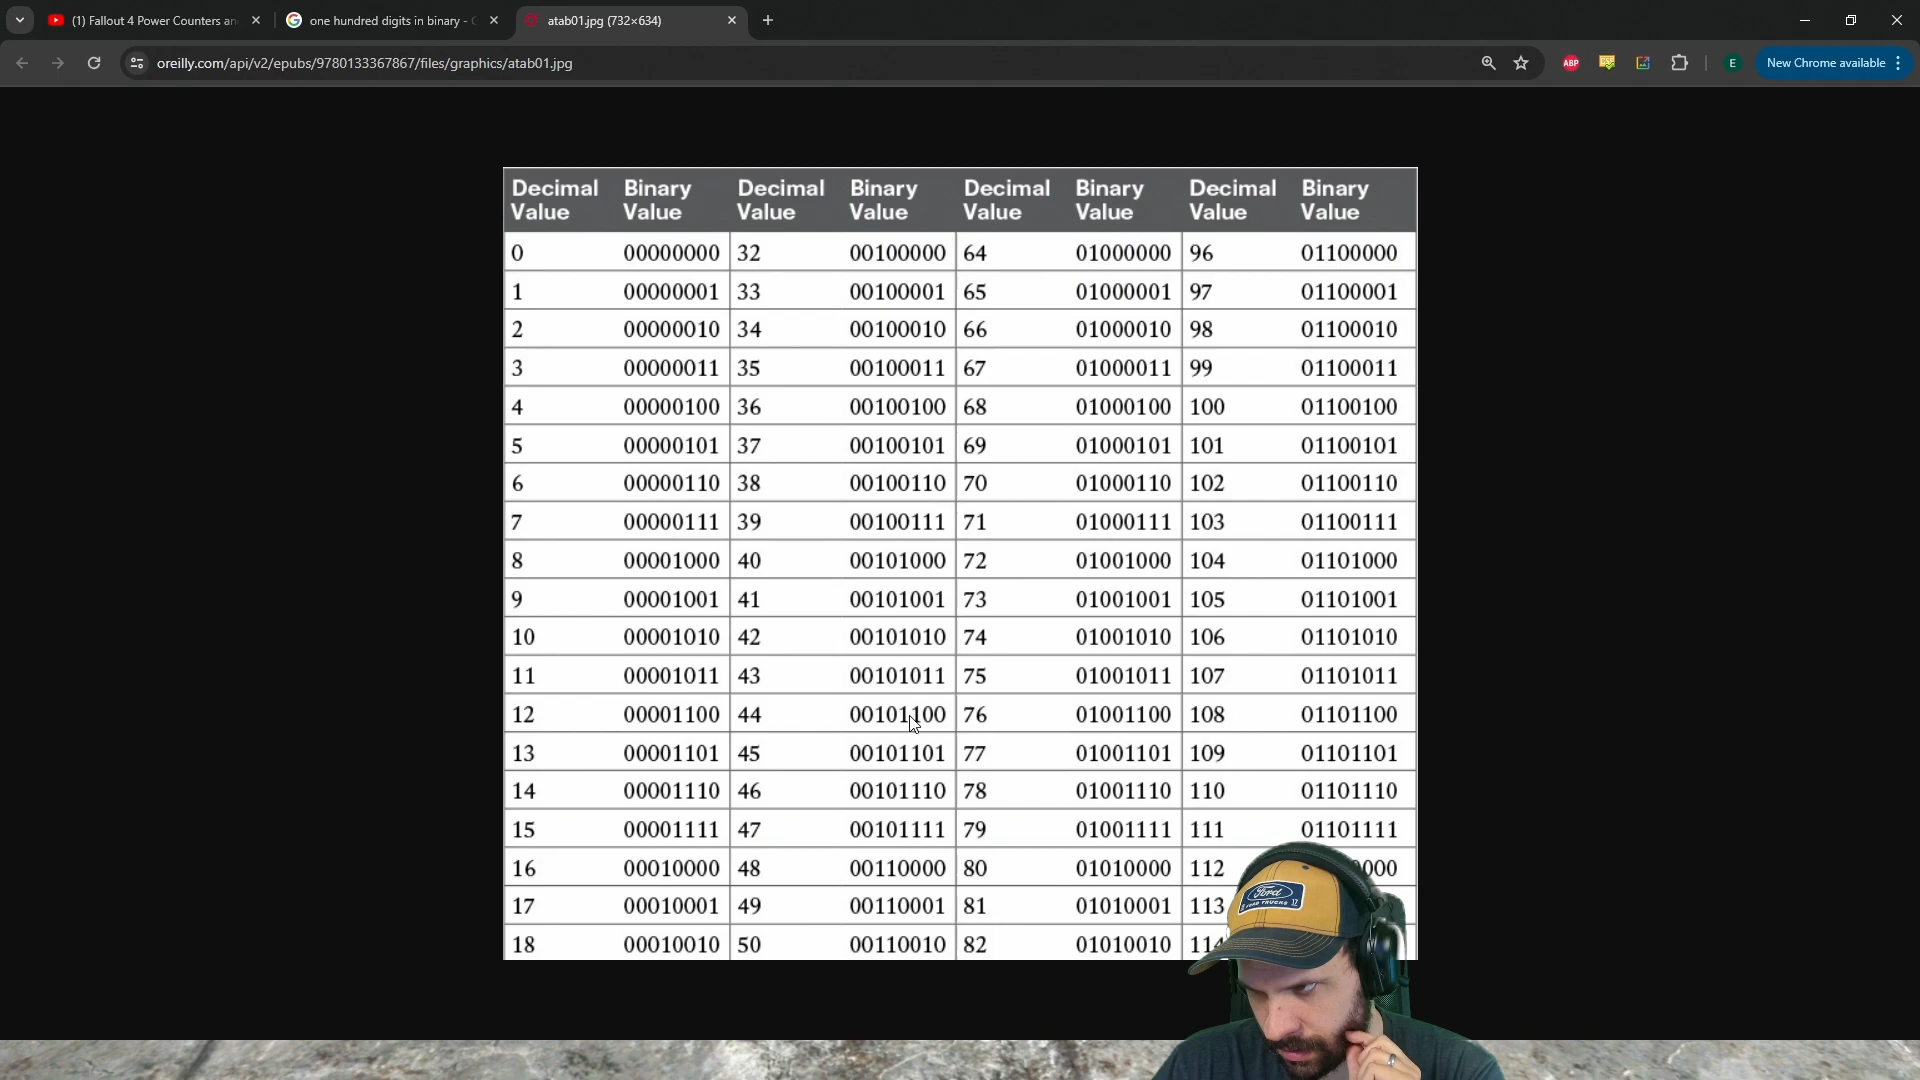 (1) Fallout 4 Power Counters an
one hundred digits in binary - G
atab01.jpg (732×634)
oreilly.com/api/v2/epubs/9780133367867/files/graphics/atab01.jpg
ABP
E
New Chrome available
Decimal Value Binary Value Decimal Value Binary Value Decimal Value Binary Value Decimal Value Binary Value
0 00000000 32 00100000 64 01000000 96 01100000
1 00000001 33 00100001 65 01000001 97 01100001
2 00000010 34 00100010 66 01000010 98 01100010
3 00000011 35 00100011 67 01000011 99 01100011
4 00000100 36 00100100 68 01000100 100 01100100
5 00000101 37 00100101 69 01000101 101 01100101
6 00000110 38 00100110 70 01000110 102 01100110
7 00000111 39 00100111 71 01000111 103 01100111
8 00001000 40 00101000 72 01001000 104 01101000
9 00001001 41 00101001 73 01001001 105 01101001
10 00001010 42 00101010 74 01001010 106 01101010
11 00001011 43 00101011 75 01001011 107 01101011
12 00001100 44 00101100 76 01001100 108 01101100
13 00001101 45 00101101 77 01001101 109 01101101
14 00001110 46 00101110 78 01001110 110 01101110
15 00001111 47 00101111 79 01001111 111 01101111
16 00010000 48 00110000 80 01010000 112 000
17 00010001 49 00110001 81 01010001 113
18 00010010 50 00110010 82 01010010 114
Ford